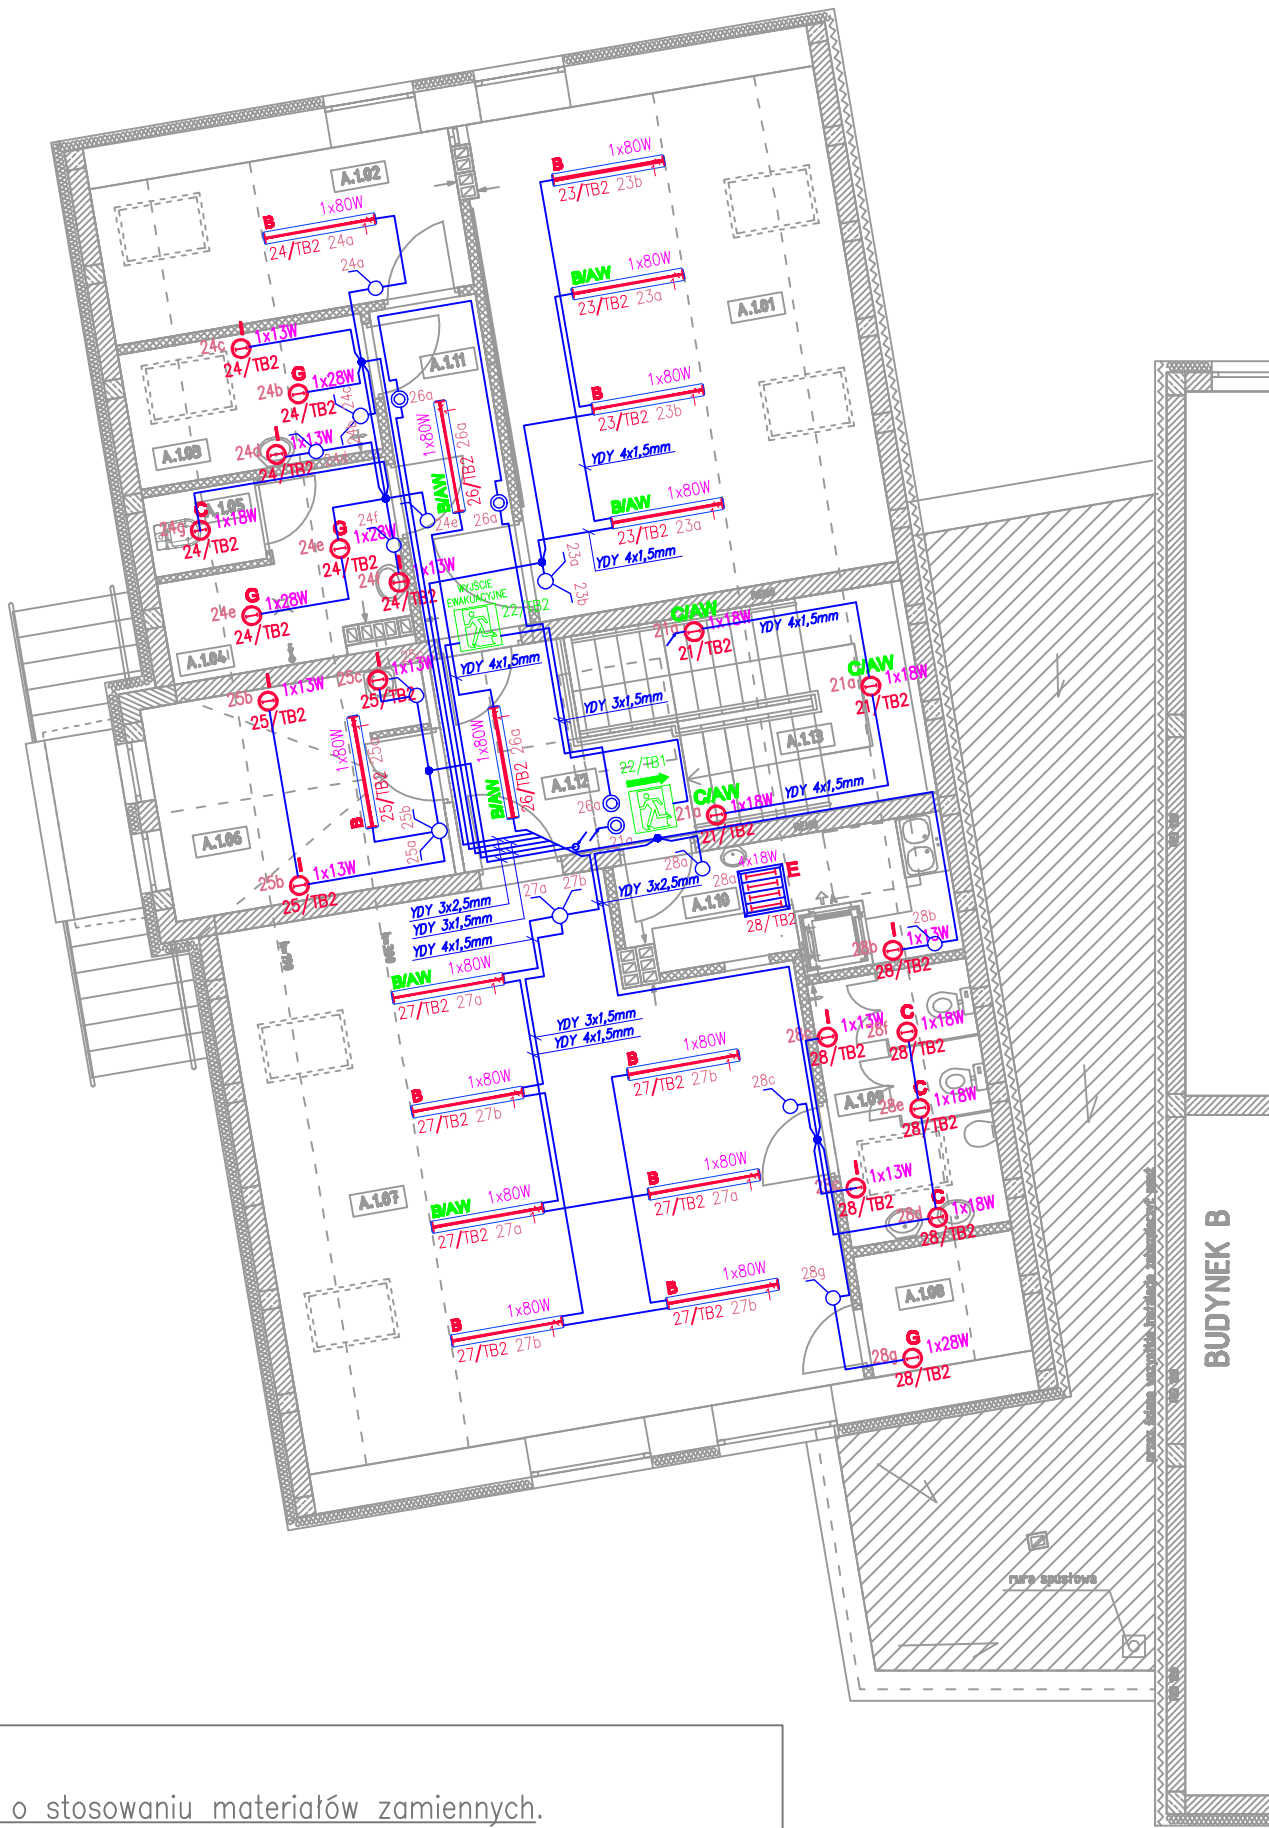 A.1.02
B
1x80W
24/TB2 24a
24a
B
1x80W
23/TB2 23b
B/AW
1x80W
23/TB2 23a
A.1.01
B
1x80W
23/TB2 23b
YDY 4x1,5mm
B/AW
1x80W
23/TB2 23a
YDY 4x1,5mm
23a
23b
I
24c
1x13W
24/TB2
G
24b
1x28W
24/TB2
I
24d
1x13W
24/TB2
A.1.03
A.1.11
26a
1x80W
26a
B/AW
26/TB2
26a
A.1.05
C
24g
1x18W
24/TB2
24f
24e
G
24e
1x28W
24/TB2
I
1x13W
24/TB2
G
24e
1x28W
24/TB2
A.1.04
WYJŚCIE
EWAKUACYJNE
22/TB2
C/AW
21a
1x18W
21/TB2
YDY 4x1,5mm
C/AW
21a
1x18W
21/TB2
YDY 4x1,5mm
YDY 3x1,5mm
I
25b
1x13W
25/TB2
I
25c
1x13W
25/TB2
1x80W
25a
B
25/TB2
25b
25a
A.1.06
I
25b
1x13W
25/TB2
1x80W
26a
B/AW
26/TB2
A.1.12
A.1.13
22/TB1
26a
21a
C/AW
21a
1x18W
21/TB2
YDY 4x1,5mm
28a
4x18W
E
28a
28/TB2
A.1.10
YDY 3x2,5mm
27a
27b
YDY 3x2,5mm
YDY 3x1,5mm
YDY 4x1,5mm
28b
I
28b
1x13W
28/TB2
B/AW
1x80W
27/TB2 27a
YDY 3x1,5mm
YDY 4x1,5mm
I
1x13W
28/TB2
C
28f
1x18W
28/TB2
B
1x80W
27/TB2 27b
B
1x80W
27/TB2 27b
28c
A.1.09
C
28e
1x18W
28/TB2
A.1.07
B/AW
1x80W
27/TB2 27a
B
1x80W
27/TB2 27a
I
1x13W
28/TB2
C
28d
1x18W
28/TB2
B
1x80W
27/TB2 27b
B
1x80W
27/TB2 27b
28g
A.1.08
G
28g
1x28W
28/TB2
BUDYNEK B
rura spustowa
o stosowaniu materiałów zamiennych.